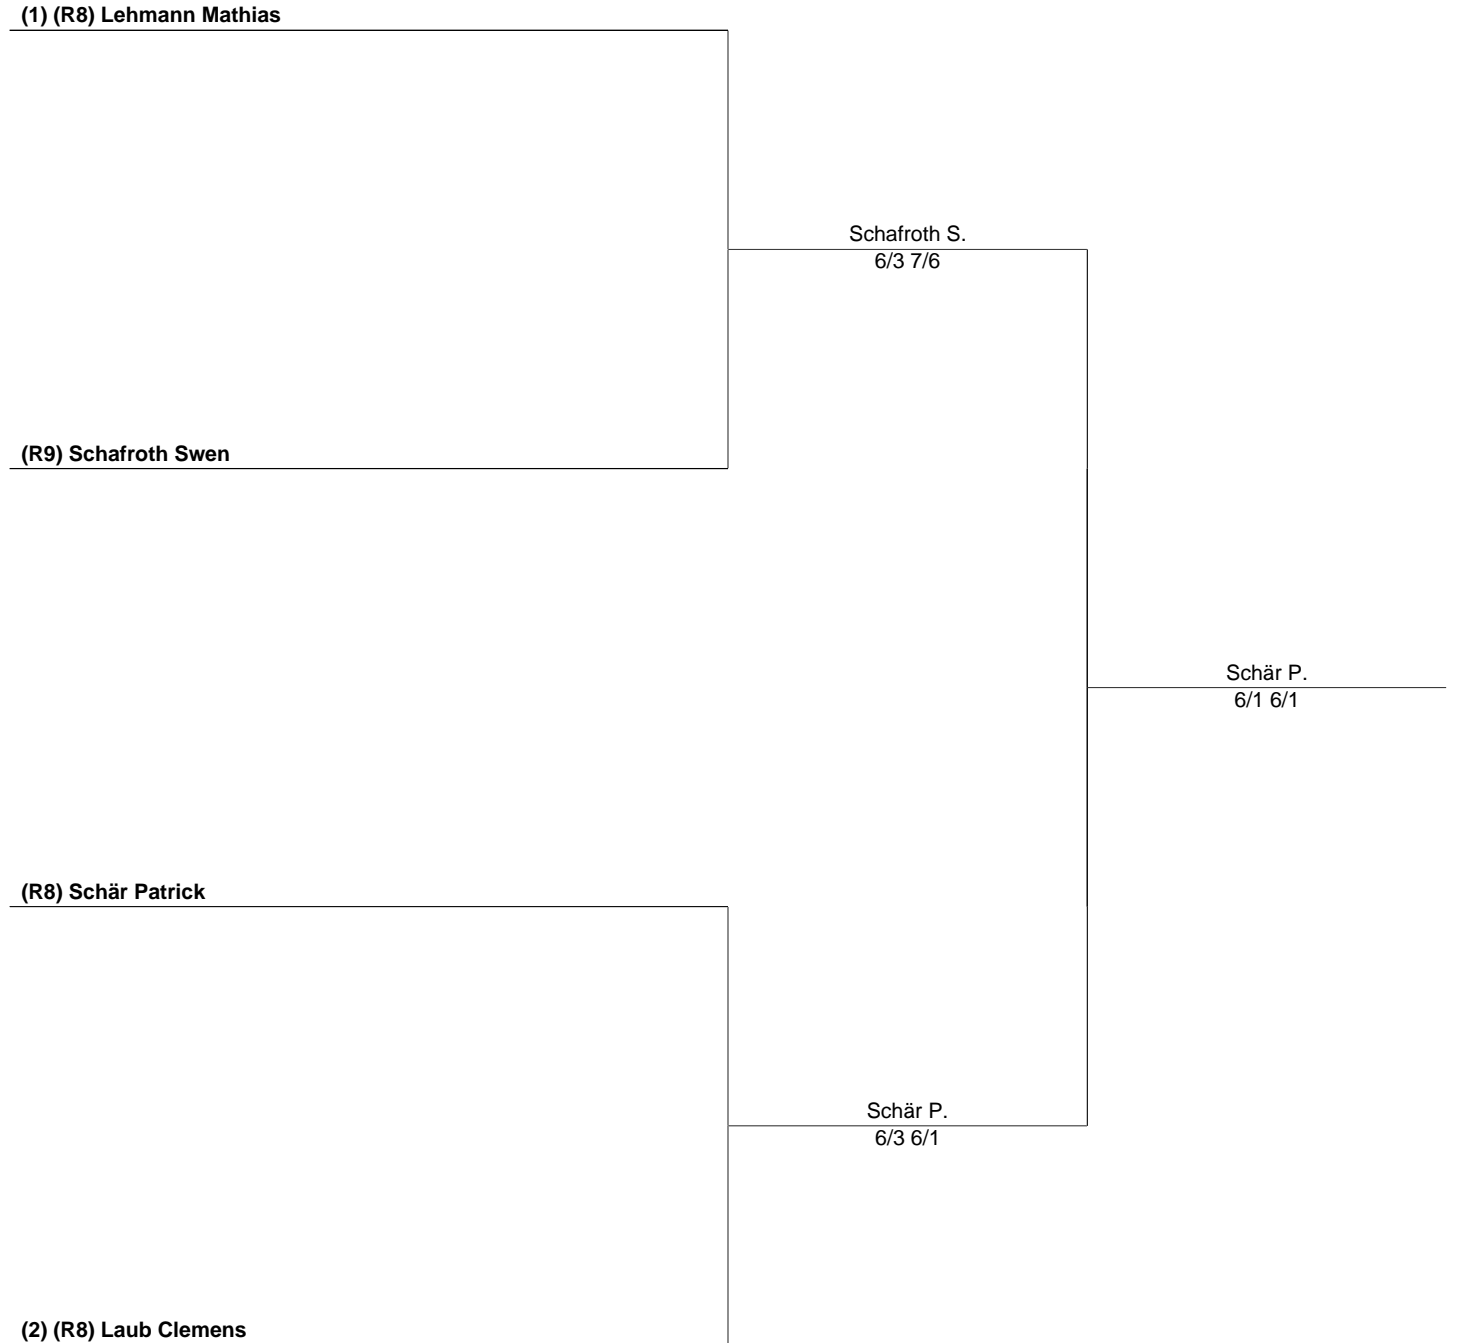 (1) (R8) Lehmann Mathias
Schafroth S.
6/3 7/6
(R9) Schafroth Swen
Schär P.
6/1 6/1
(R8) Schär Patrick
Schär P.
6/3 6/1
(2) (R8) Laub Clemens